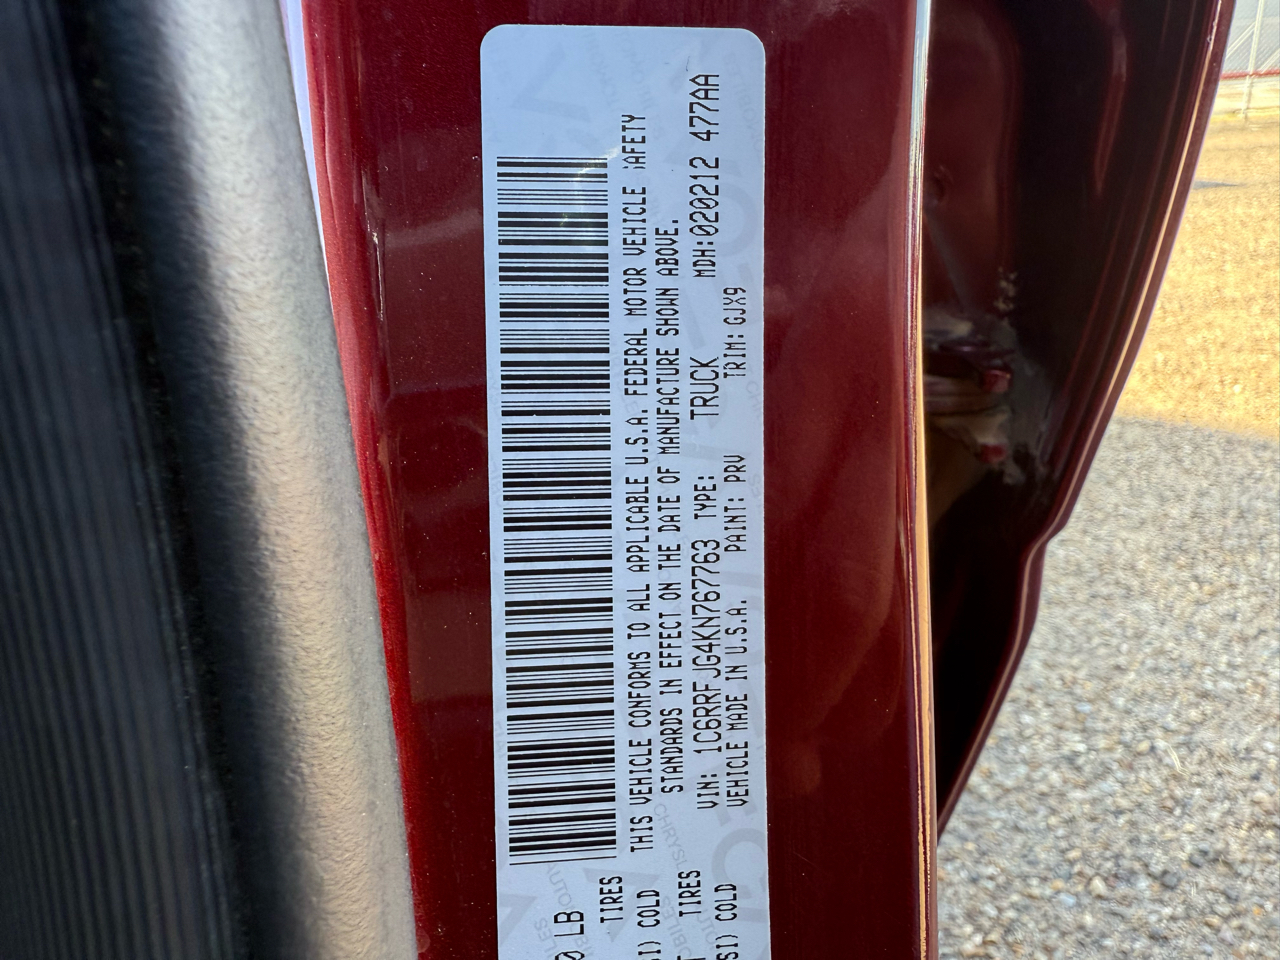 0 LB
TIRES
SI) COLD
THIS VEHICLE CONFORMS TO ALL APPLICABLE U.S.A. FEDERAL MOTOR VEHICLE SAFETY
STANDARDS IN EFFECT ON THE DATE OF MANUFACTURE SHOWN ABOVE.
T TIRES
VIN: 1C6RRFJG4KN767763 TYPE: TRUCK MDH:020212 477AA
SI) COLD
VEHICLE MADE IN U.S.A. PAINT: PRV TRIM: GJX9